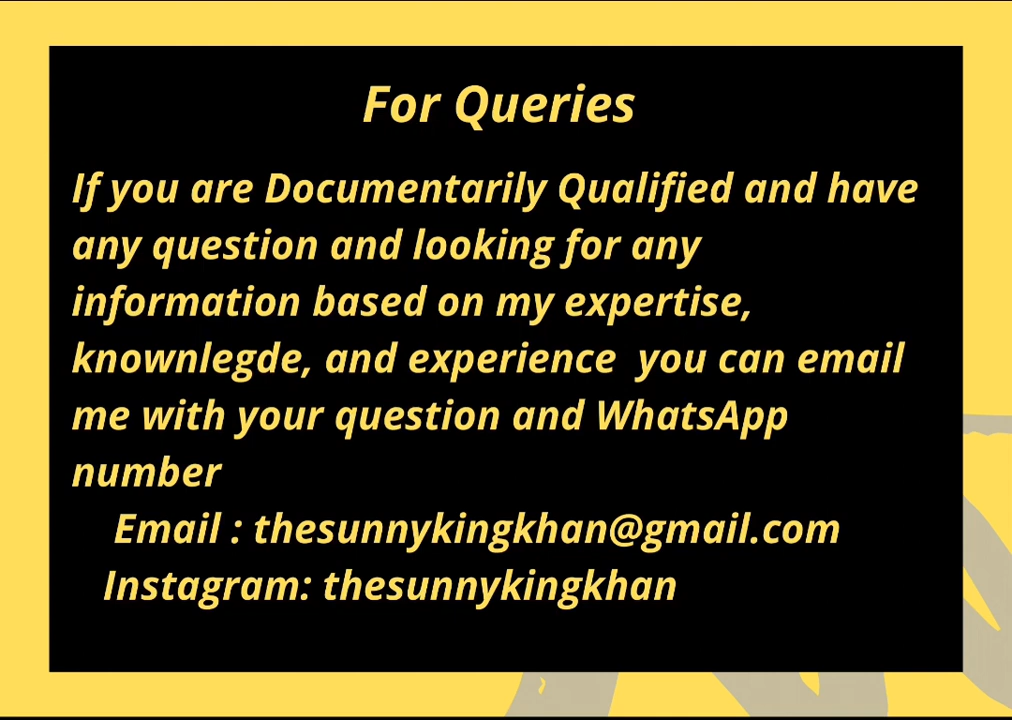 For Queries
If you are Documentarily Qualified and have
any question and looking for any
information based on my expertise,
knownlegde, and experience  you can email
me with your question and WhatsApp
number
Email : thesunnykingkhan@gmail.com
Instagram: thesunnykingkhan